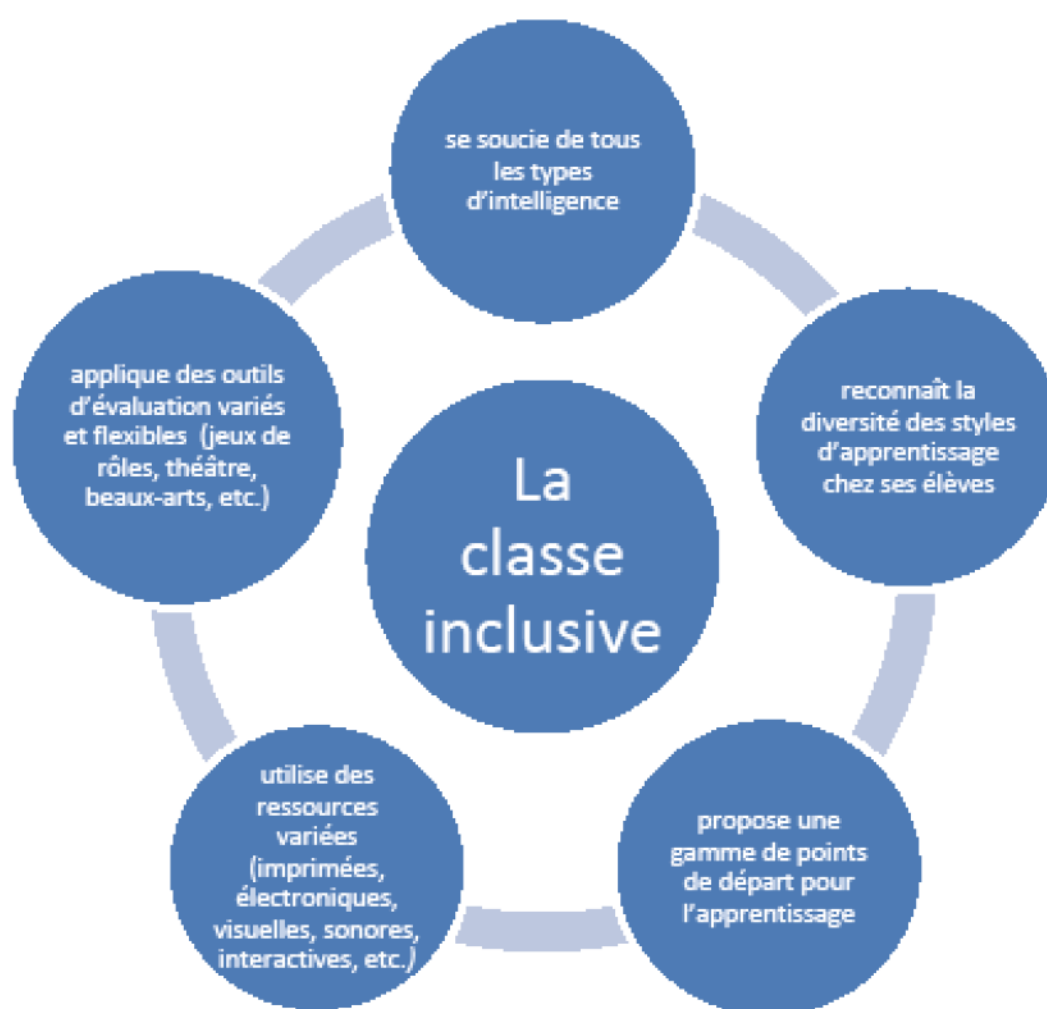 se soucie de tous
les types
d'intelligence
reconnaît la
diversité des styles
d'apprentissage
chez ses élèves
propose une
gamme de points
de départ pour
l'apprentissage
utilise des
ressources
variées
(imprimées,
électroniques,
visuelles, sonores,
interactives, etc.)
applique des outils
d'évaluation variés
et flexibles (jeux de
rôles, théâtre,
beaux-arts, etc.)
La
classe
inclusive